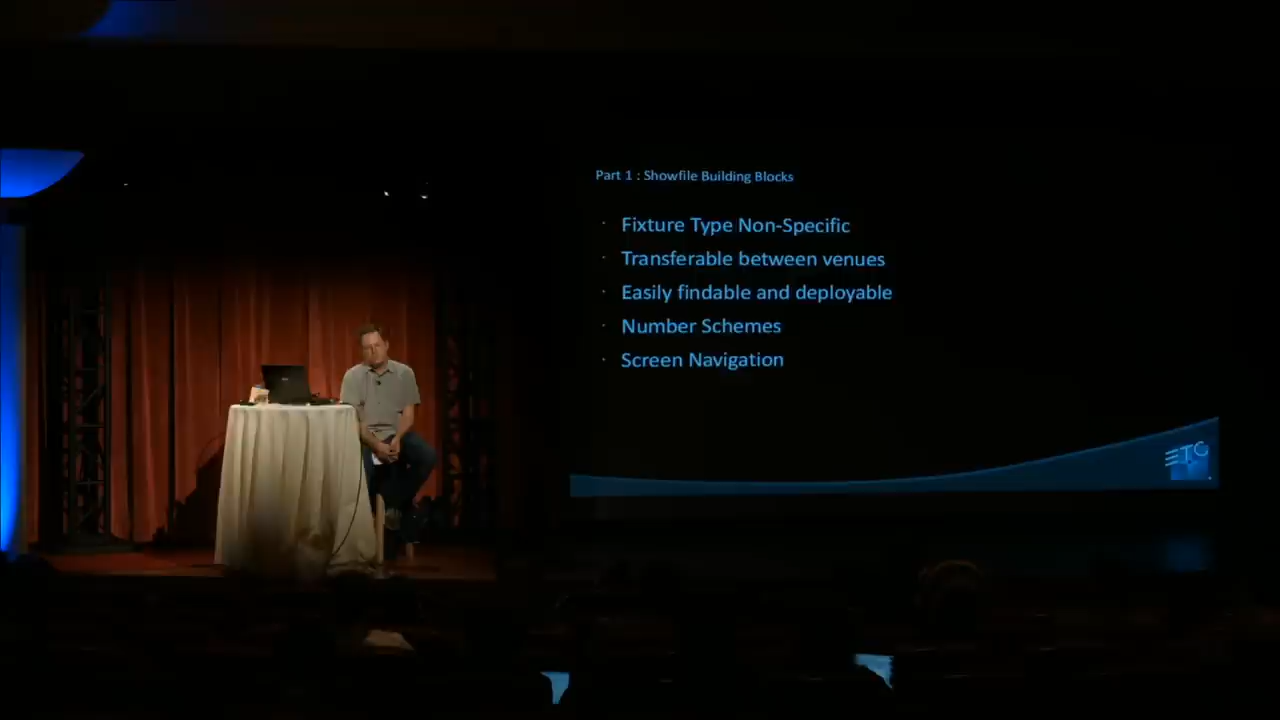 Part 1 : Showfile Building Blocks
Fixture Type Non-Specific
Transferable between venues
Easily findable and deployable
Number Schemes
Screen Navigation
ETC